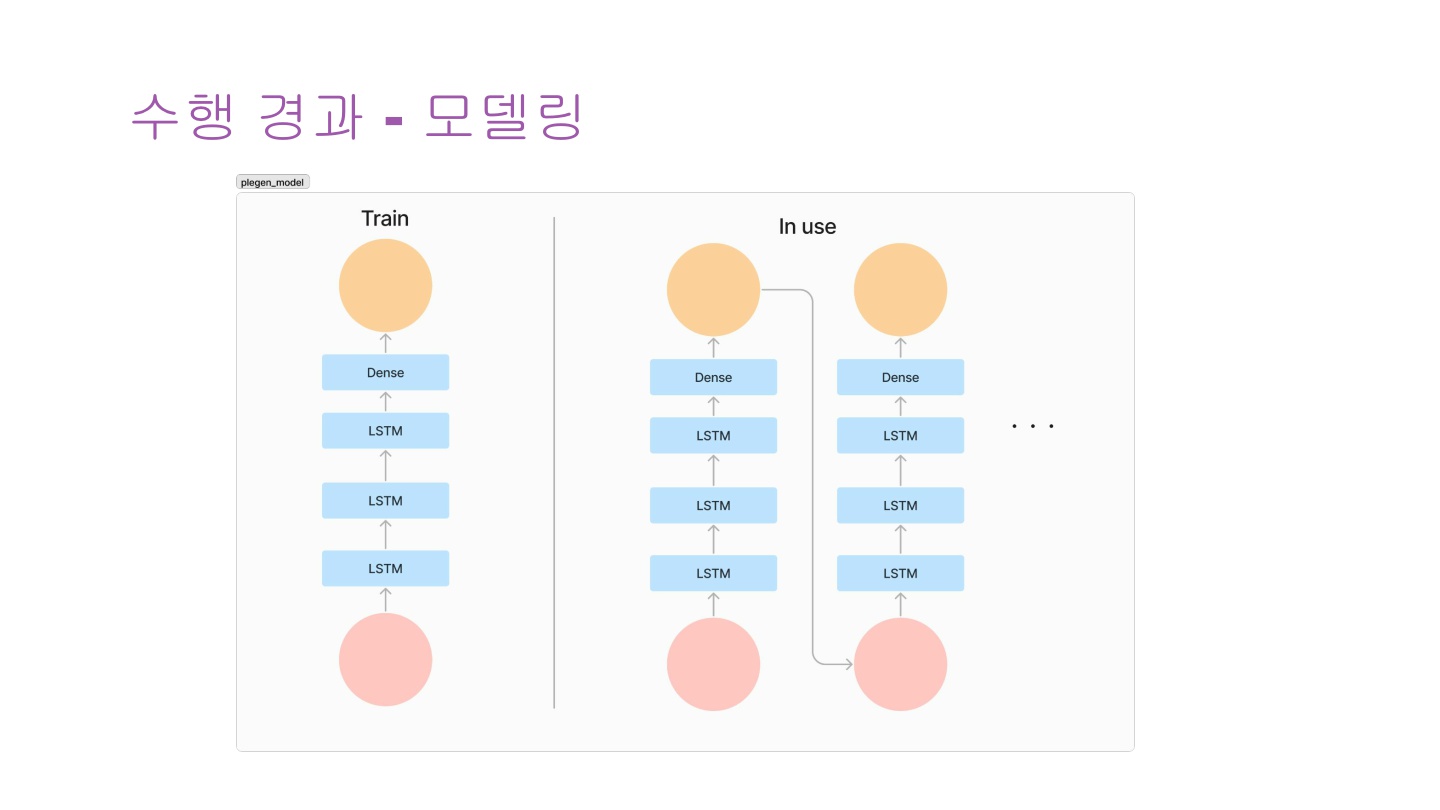 수행 경과 - 모델링
plegen_model
Train
In use
Dense
LSTM
LSTM
LSTM
Dense
LSTM
LSTM
LSTM
Dense
LSTM
LSTM
LSTM
. . .